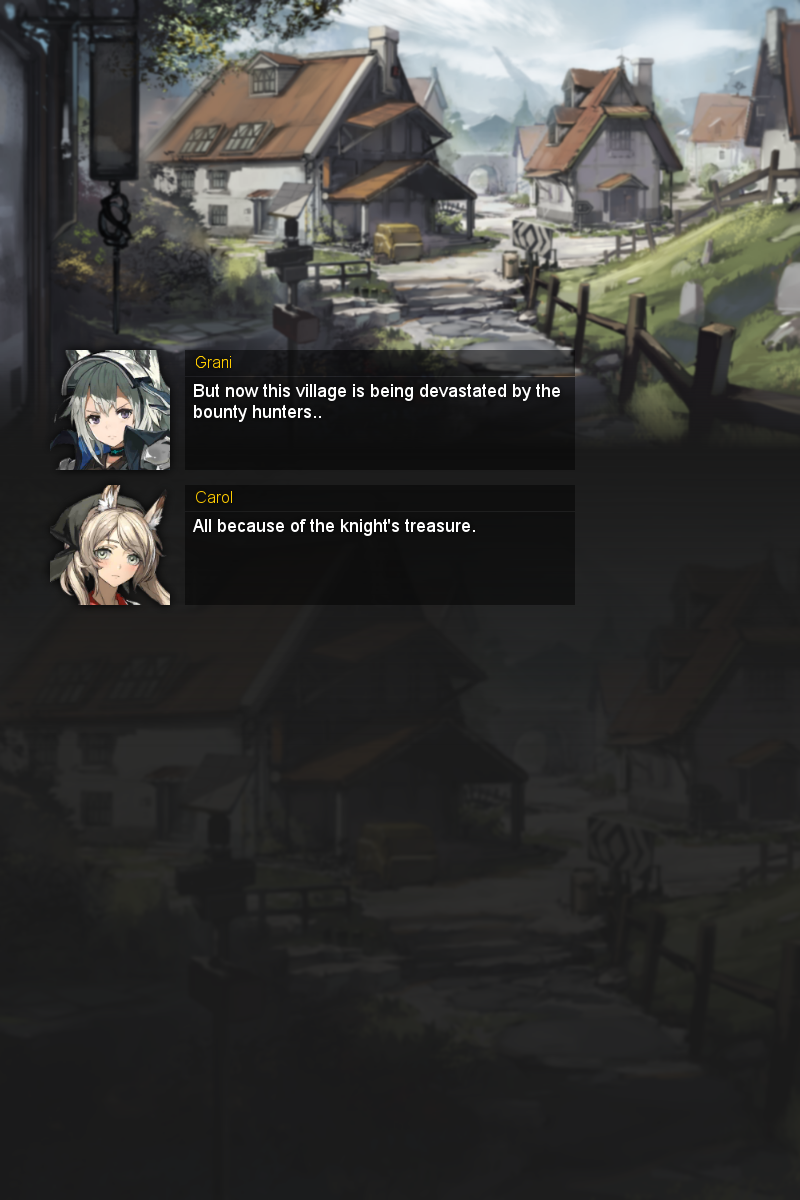 Grani
But now this village is being devastated by the
bounty hunters..
Carol
All because of the knight's treasure.